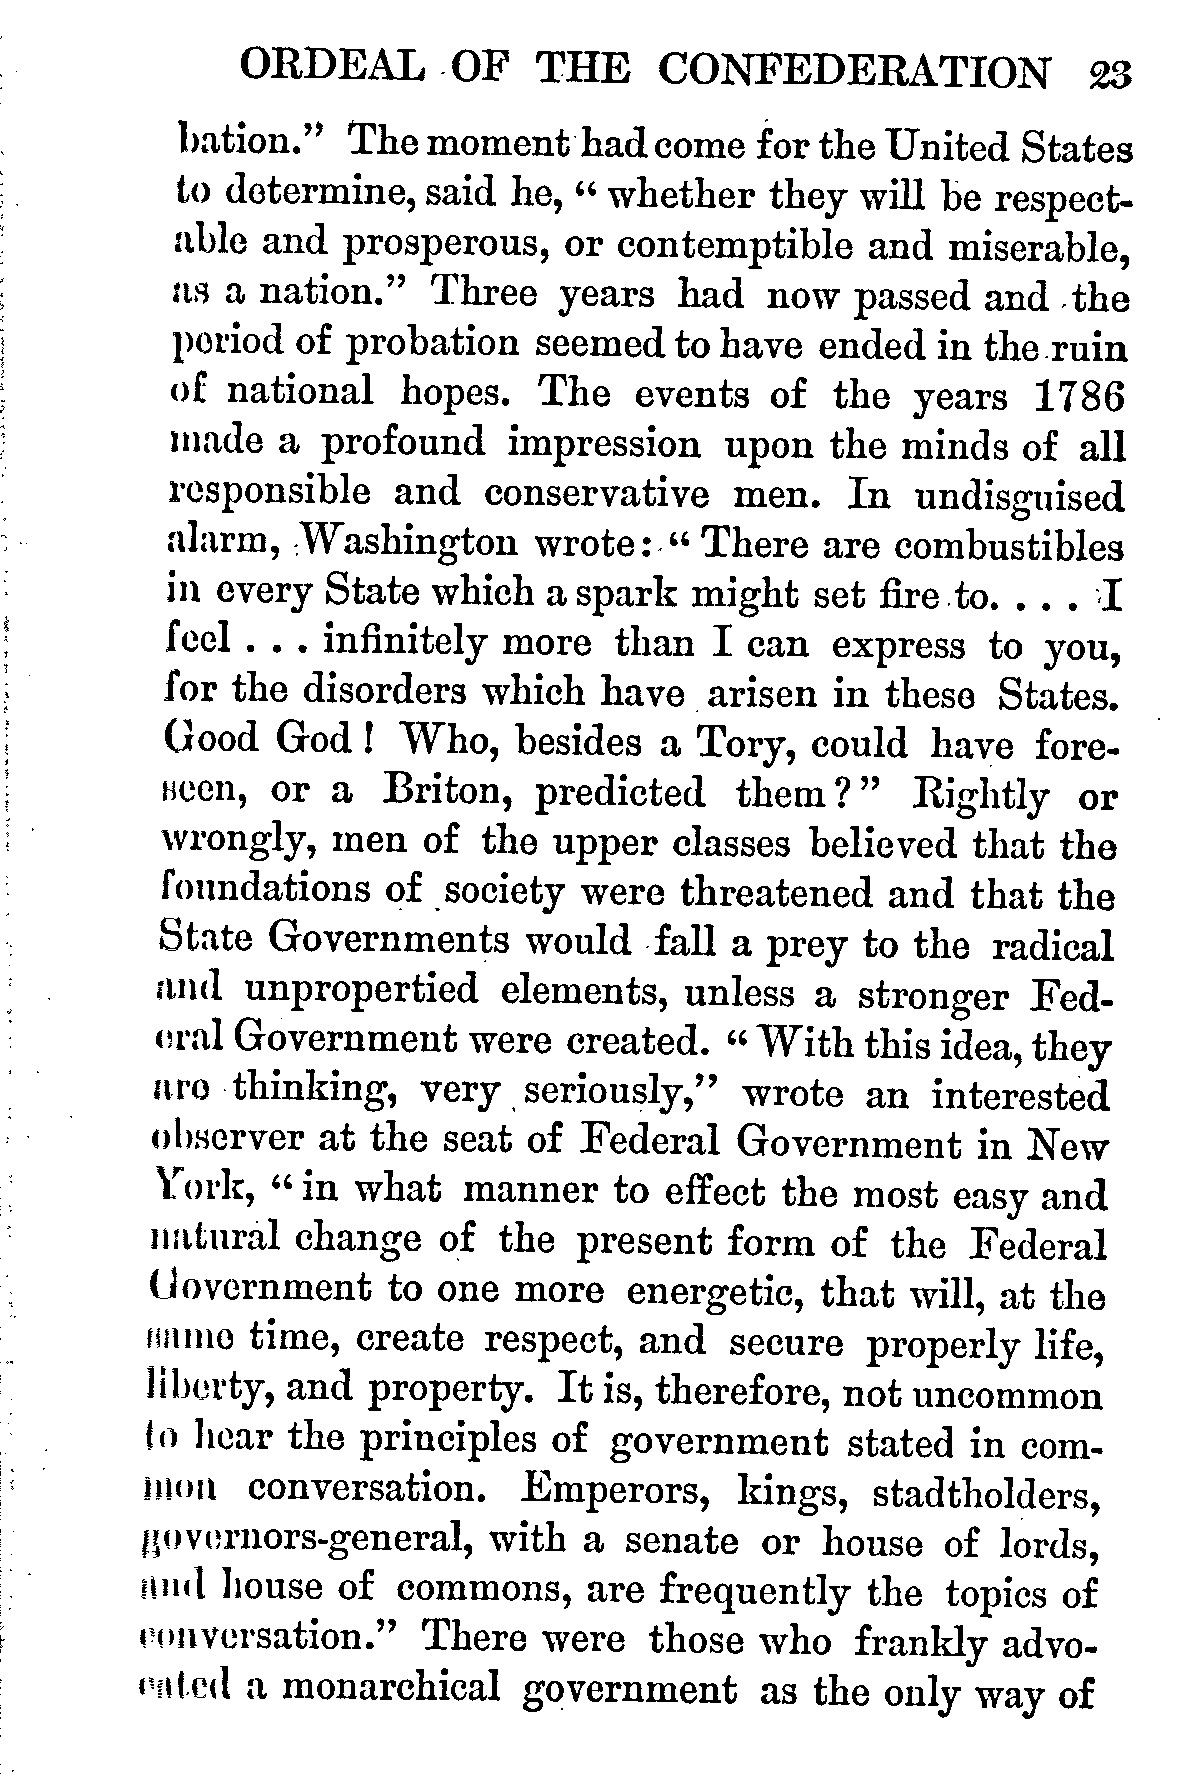 ORDEAL OF THE CONFEDERATION 23
bation." The moment had come for the United States
to determine, said he, "whether they will be respect-
able and prosperous, or contemptible and miserable,
as a nation." Three years had now passed and the
period of probation seemed to have ended in the ruin
of national hopes. The events of the years 1786
made a profound impression upon the minds of all
responsible and conservative men. In undisguised
alarm, Washington wrote: "There are combustibles
in every State which a spark might set fire to. . . . I
feel . . . infinitely more than I can express to you,
for the disorders which have arisen in these States.
Good God! Who, besides a Tory, could have fore-
seen, or a Briton, predicted them?" Rightly or
wrongly, men of the upper classes believed that the
foundations of society were threatened and that the
State Governments would fall a prey to the radical
and unpropertied elements, unless a stronger Fed-
eral Government were created. "With this idea, they
are thinking, very seriously," wrote an interested
observer at the seat of Federal Government in New
York, "in what manner to effect the most easy and
natural change of the present form of the Federal
Government to one more energetic, that will, at the
same time, create respect, and secure properly life,
liberty, and property. It is, therefore, not uncommon
to hear the principles of government stated in com-
mon conversation. Emperors, kings, stadtholders,
governors-general, with a senate or house of lords,
and house of commons, are frequently the topics of
conversation." There were those who frankly advo-
cated a monarchical government as the only way of